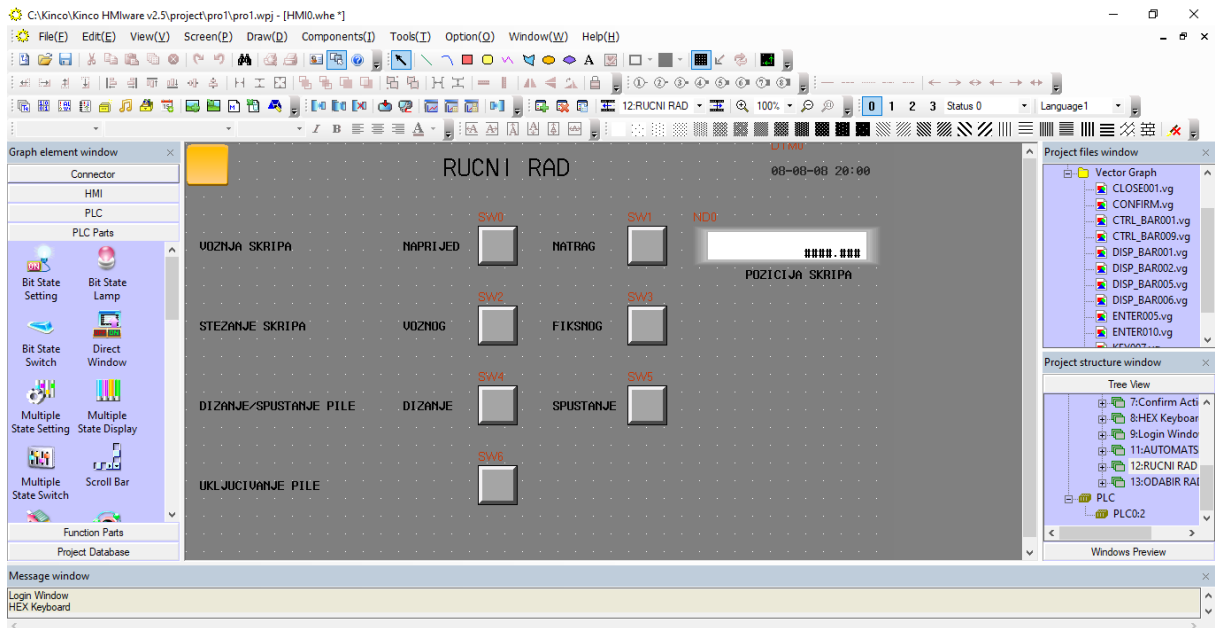 C:\Kinco\Kinco HMIware v2.5\project\pro1\pro1.wpj - [HMI0.whe *]
File(F) Edit(E) View(V) Screen(P) Draw(D) Components(I) Tools(T) Option(O) Window(W) Help(H)
12:RUCNI RAD 100% 0 1 2 3 Status 0 Language1
Graph element window
Connector
HMI
PLC
PLC Parts
Bit State Setting
Bit State Lamp
Bit State Switch
Direct Window
Multiple State Setting
Multiple State Display
Multiple State Switch
Scroll Bar
Function Parts
Project Database
DTM0
RUCNI RAD
08-08-08 20:00
SW0 SW1 ND0
VOZNJA SKRIPA NAPRIJED NATRAG ####.###
POZICIJA SKRIPA
SW2 SW3
STEZANJE SKRIPA VOZNOG FIKSNOG
SW4 SW5
DIZANJE/SPUSTANJE PILE DIZANJE SPUSTANJE
SW6
UKLJUCIVANJE PILE
Project files window
Vector Graph
CLOSE001.vg
CONFIRM.vg
CTRL_BAR001.vg
CTRL_BAR009.vg
DISP_BAR001.vg
DISP_BAR002.vg
DISP_BAR005.vg
DISP_BAR006.vg
ENTER005.vg
ENTER010.vg
Project structure window
Tree View
7:Confirm Acti
8:HEX Keyboar
9:Login Windo
11:AUTOMATS
12:RUCNI RAD
13:ODABIR RAI
PLC
PLC0:2
Windows Preview
Message window
Login Window
HEX Keyboard